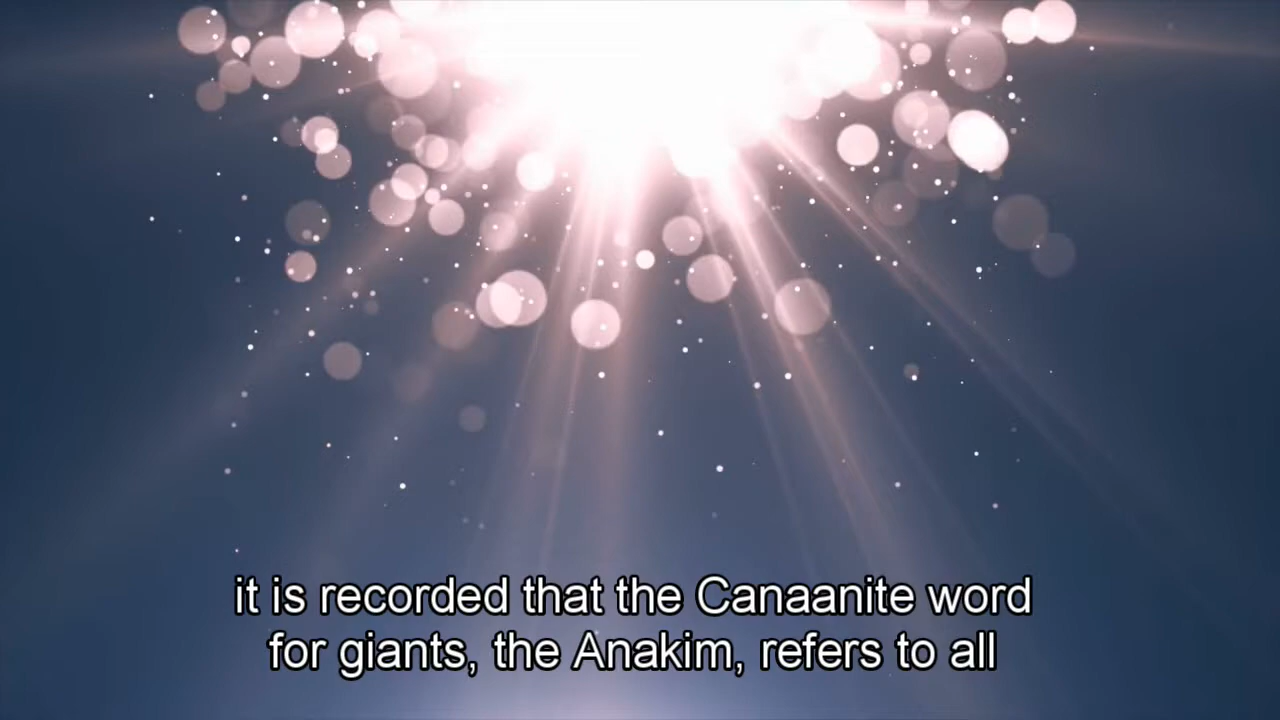 it is recorded that the Canaanite word
for giants, the Anakim, refers to all